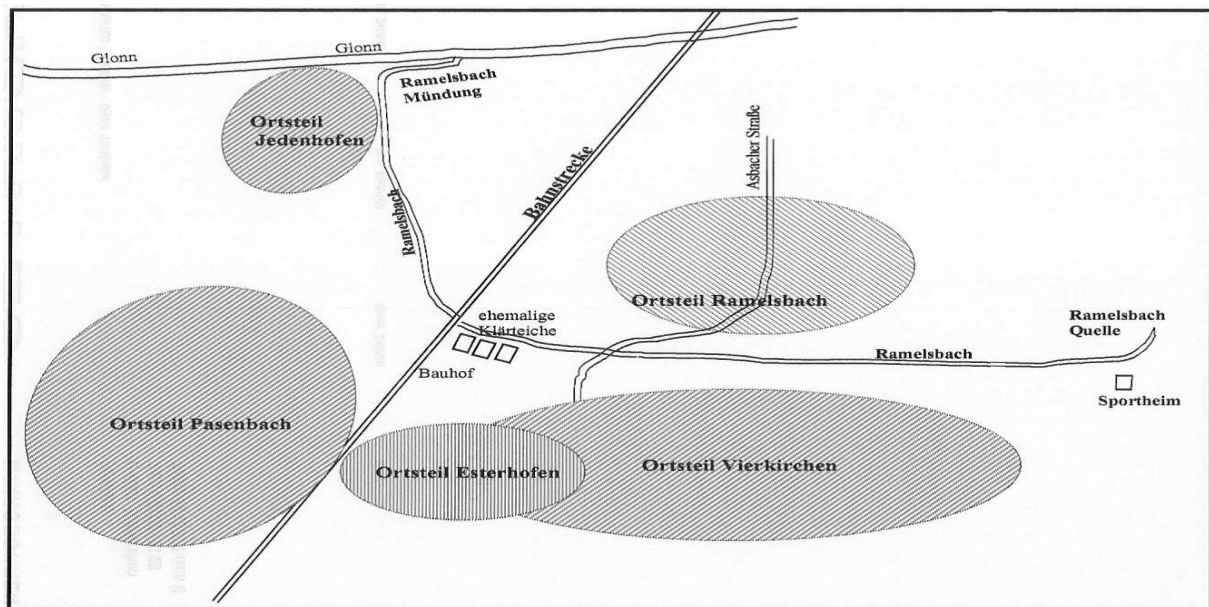 Glonn
Glonn
Ramelsbach
Mündung
Ortsteil
Jedenhofen
Asbacher Straße
Bahnstrecke
Ramelsbach
Ortsteil Ramelsbach
ehemalige
Klärteiche
Ramelsbach
Quelle
Ramelsbach
Bauhof
Sportheim
Ortsteil Pasenbach
Ortsteil Esterhofen
Ortsteil Vierkirchen